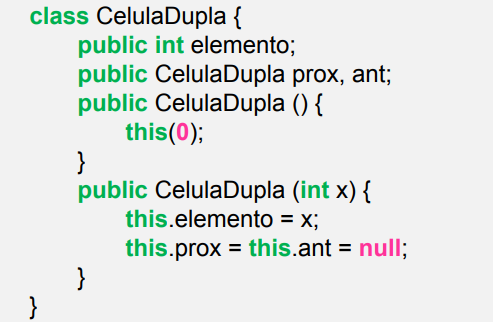 class CelulaDupla {
public int elemento;
public CelulaDupla prox, ant;
public CelulaDupla () {
this(0);
}
public CelulaDupla (int x) {
this.elemento = x;
this.prox = this.ant = null;
}
}